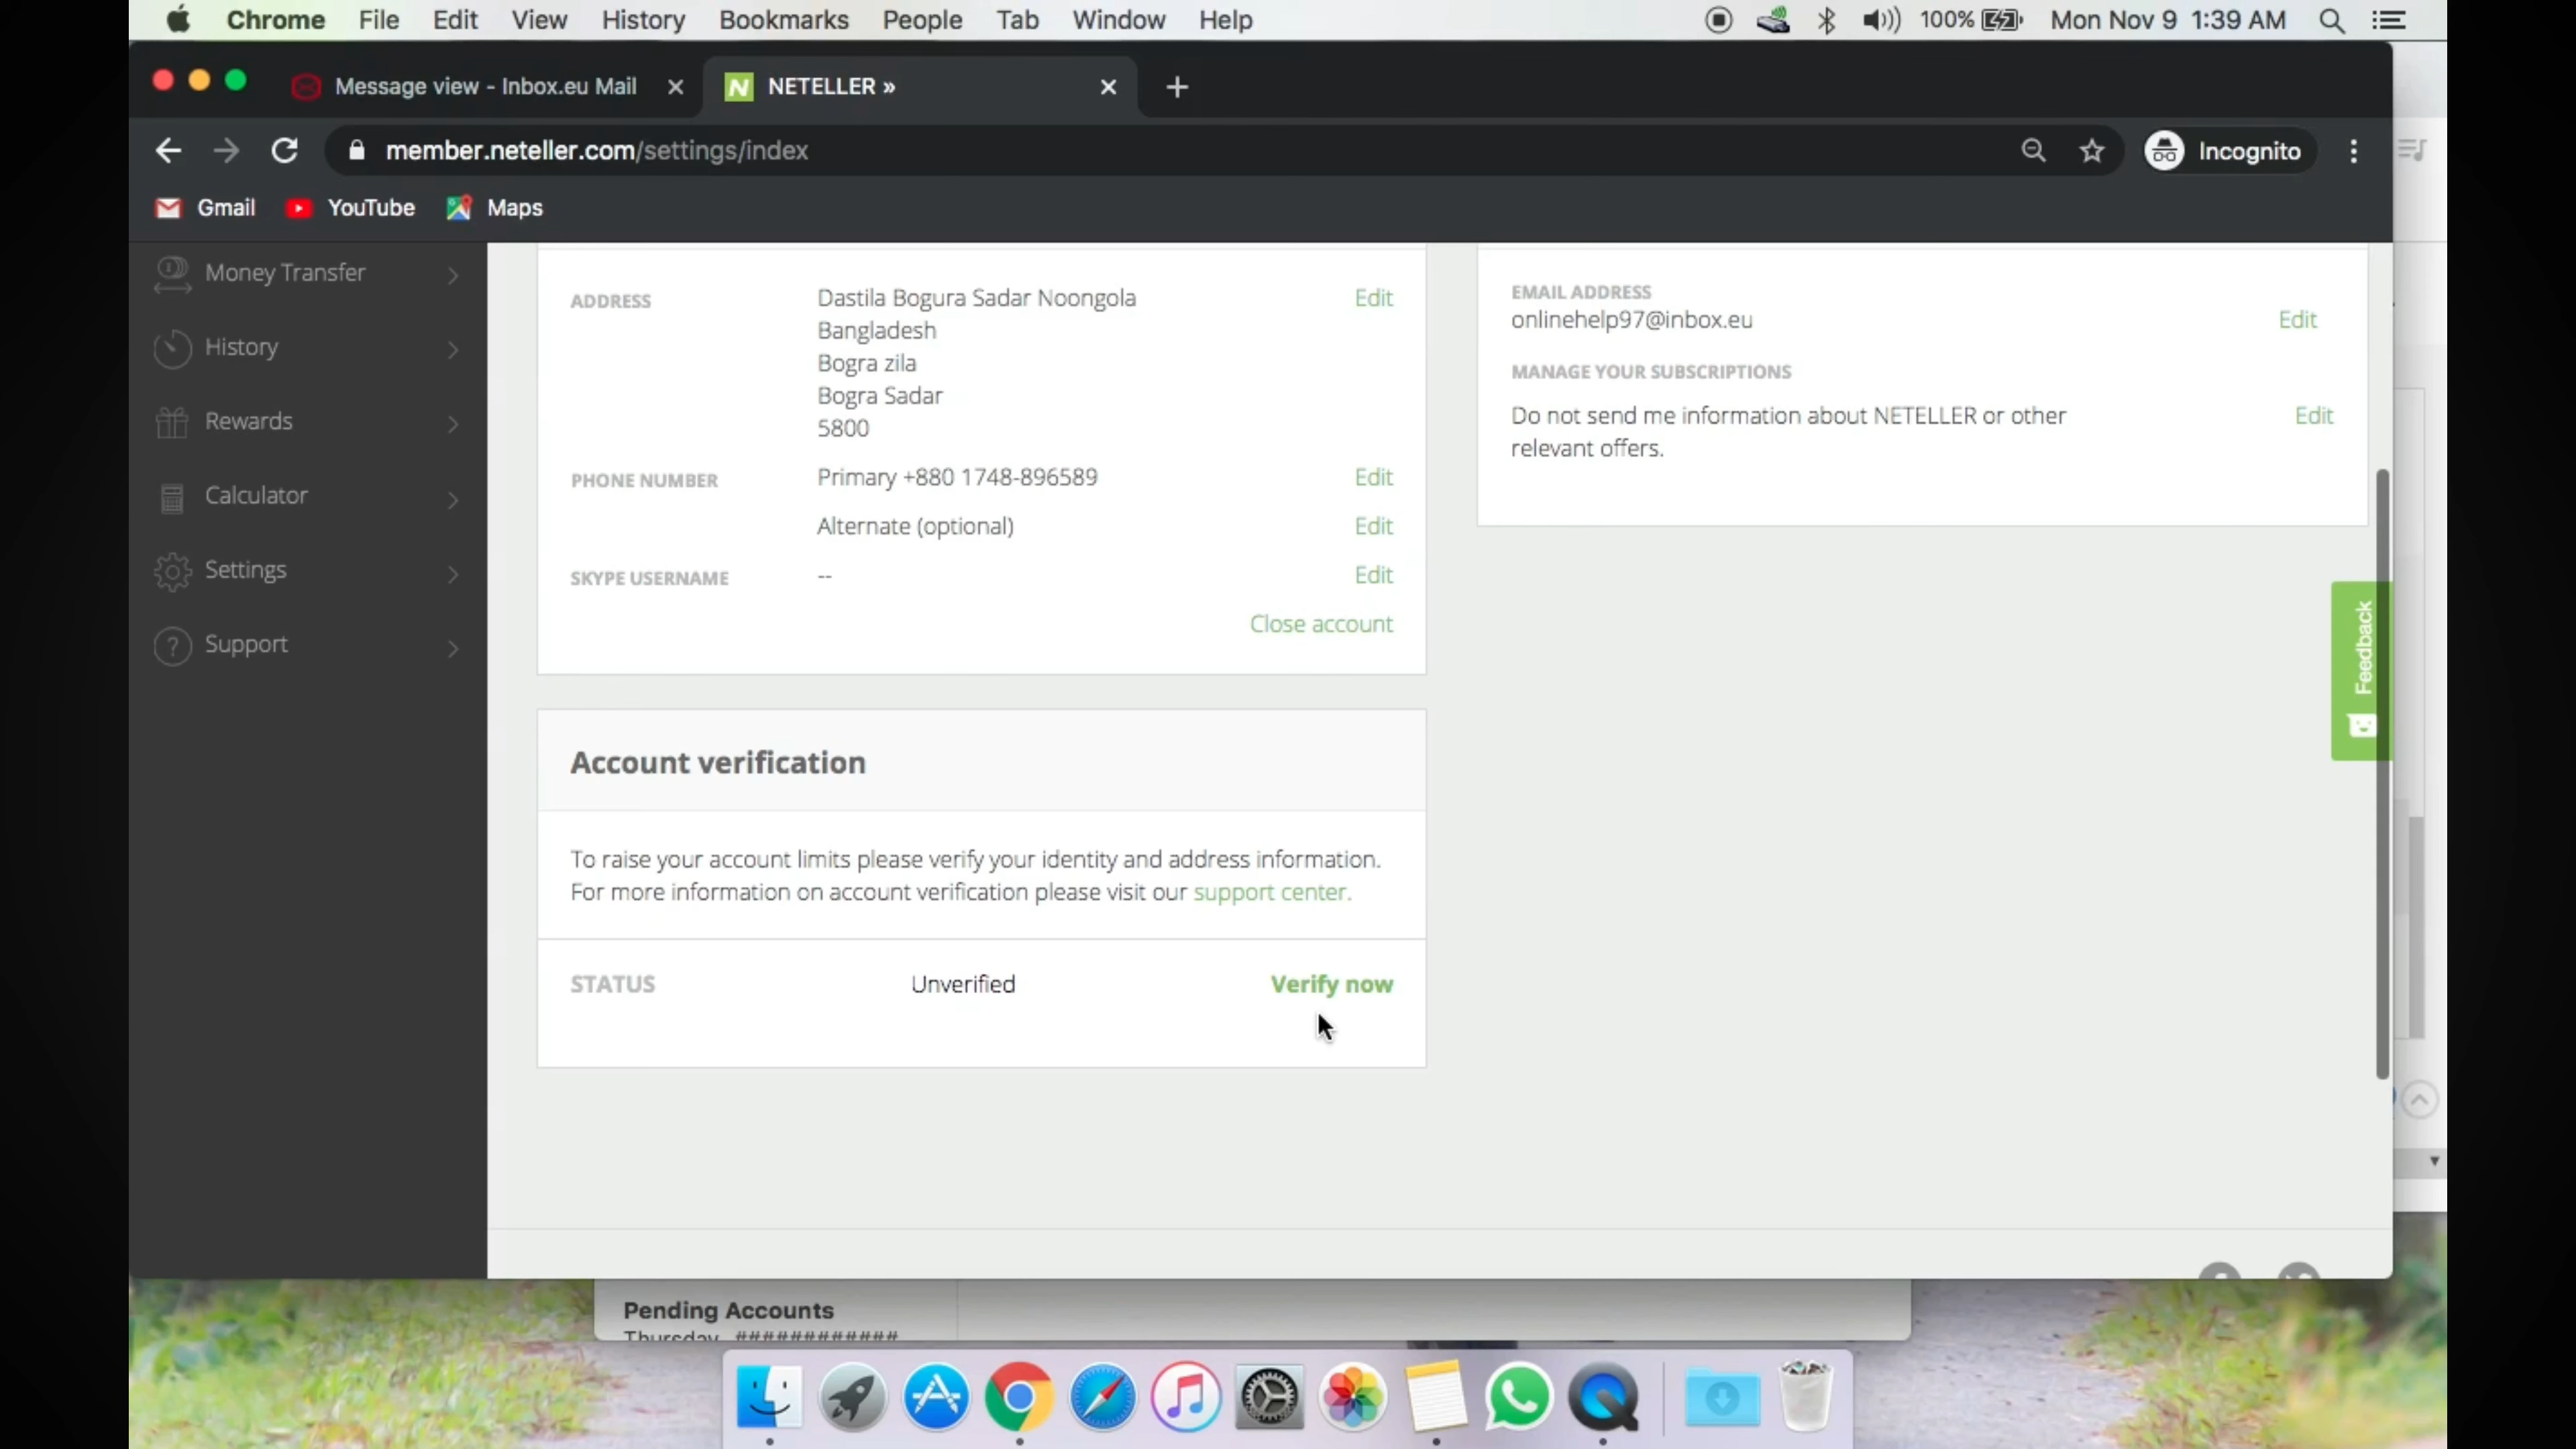 Chrome File Edit View History Bookmarks People Tab Window Help 100% Mon Nov 9 1:39 AM
Message view - Inbox.eu Mail NETELLER »
member.neteller.com/settings/index Incognito
Gmail YouTube Maps
Money Transfer
History
Rewards
Calculator
Settings
Support
ADDRESS Dastila Bogura Sadar Noongola Edit
Bangladesh
Bogra zila
Bogra Sadar
5800
PHONE NUMBER Primary +880 1748-896589 Edit
Alternate (optional) Edit
SKYPE USERNAME -- Edit
Close account
EMAIL ADDRESS
onlinehelp97@inbox.eu Edit
MANAGE YOUR SUBSCRIPTIONS
Do not send me information about NETELLER or other Edit
relevant offers.
Feedback
Account verification
To raise your account limits please verify your identity and address information.
For more information on account verification please visit our support center.
STATUS Unverified Verify now
Pending Accounts
Thursday ############